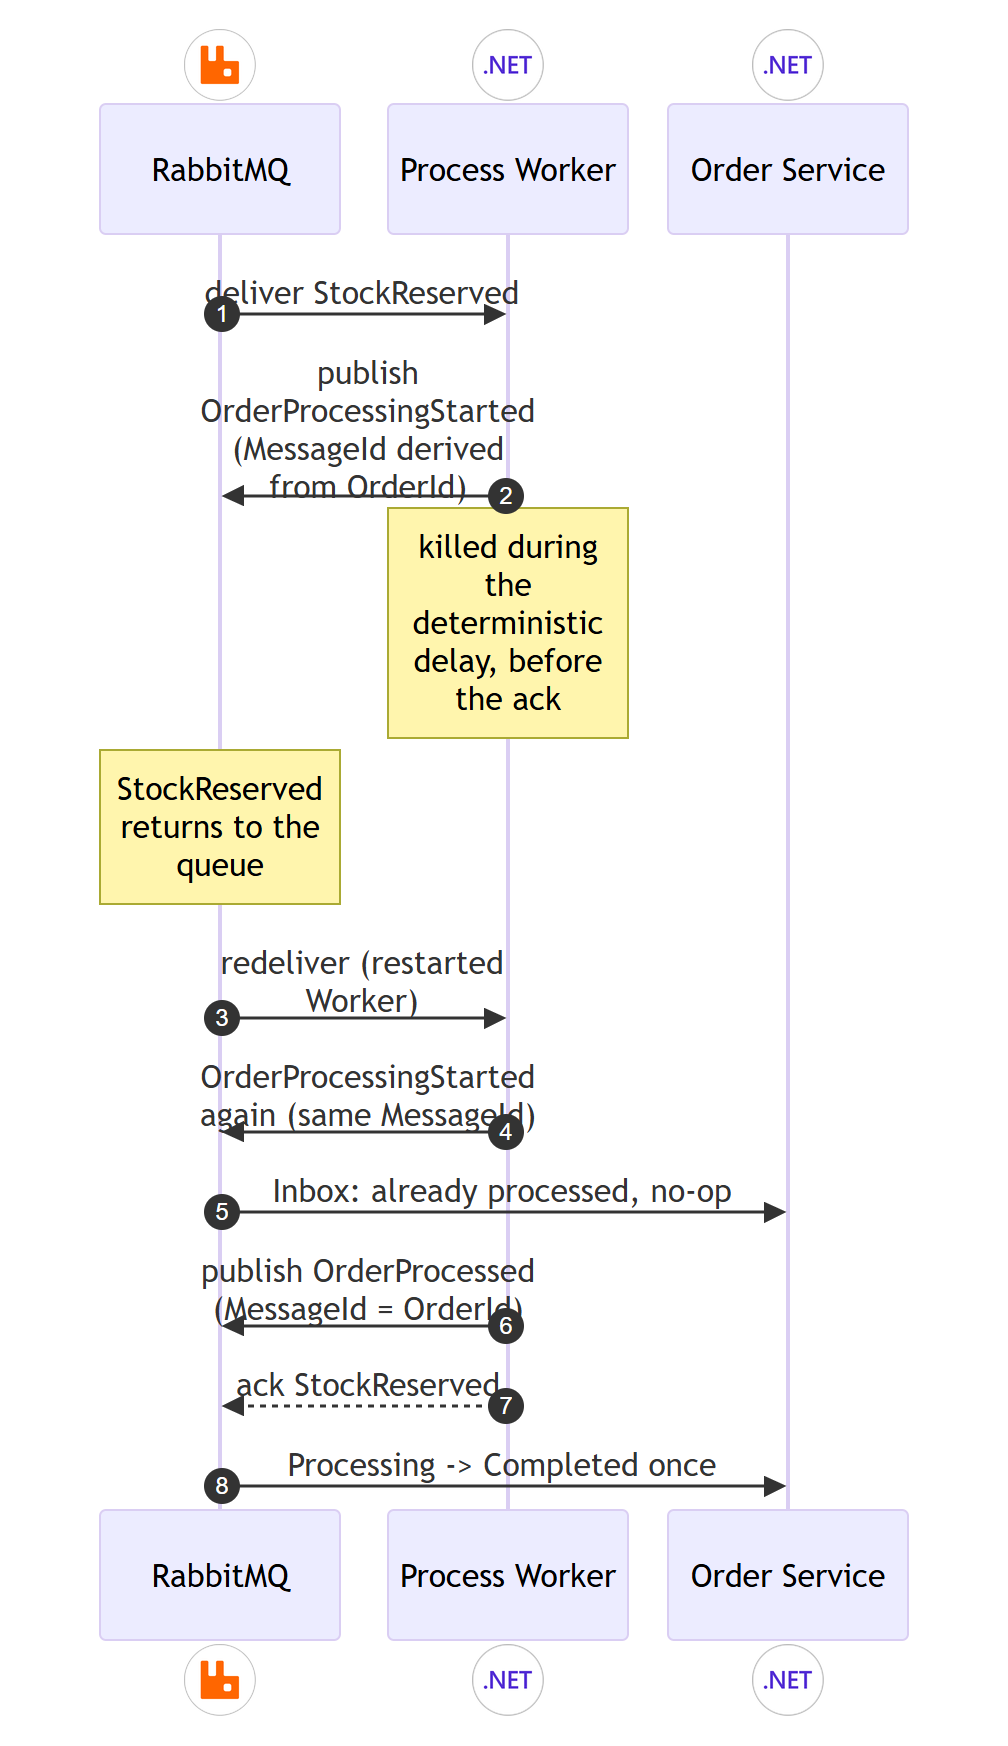 .NET
.NET
RabbitMQ
Process Worker
Order Service
deliver StockReserved
1
publish
OrderProcessingStarted
(MessageId derived
from OrderId)
2
killed during
the
deterministic
delay, before
the ack
StockReserved
returns to the
queue
redeliver (restarted
Worker)
3
OrderProcessingStarted
again (same MessageId)
4
Inbox: already processed, no-op
5
publish OrderProcessed
(MessageId = OrderId)
6
ack StockReserved
7
Processing -> Completed once
8
RabbitMQ
Process Worker
Order Service
.NET
.NET